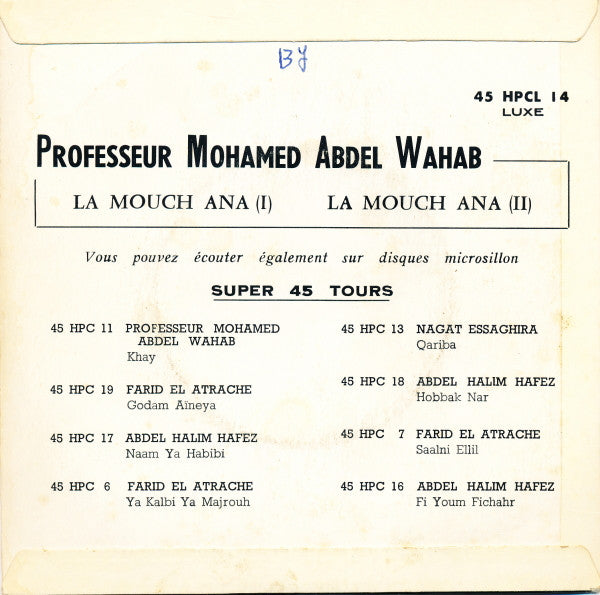 BJ
45 HPCL 14
LUXE
PROFESSEUR MOHAMED ABDEL WAHAB
LA MOUCH ANA (I) LA MOUCH ANA (II)
Vous pouvez écouter également sur disques microsillon
SUPER 45 TOURS
45 HPC 11 PROFESSEUR MOHAMED
ABDEL WAHAB
Khay
45 HPC 19 FARID EL ATRACHE
Godam Aïneya
45 HPC 17 ABDEL HALIM HAFEZ
Naam Ya Habibi
45 HPC 6 FARID EL ATRACHE
Ya Kalbi Ya Majrouh
45 HPC 13 NAGAT ESSAGHIRA
Qariba
45 HPC 18 ABDEL HALIM HAFEZ
Hobbak Nar
45 HPC 7 FARID EL ATRACHE
Saalni Ellil
45 HPC 16 ABDEL HALIM HAFEZ
Fi Youm Fichahr